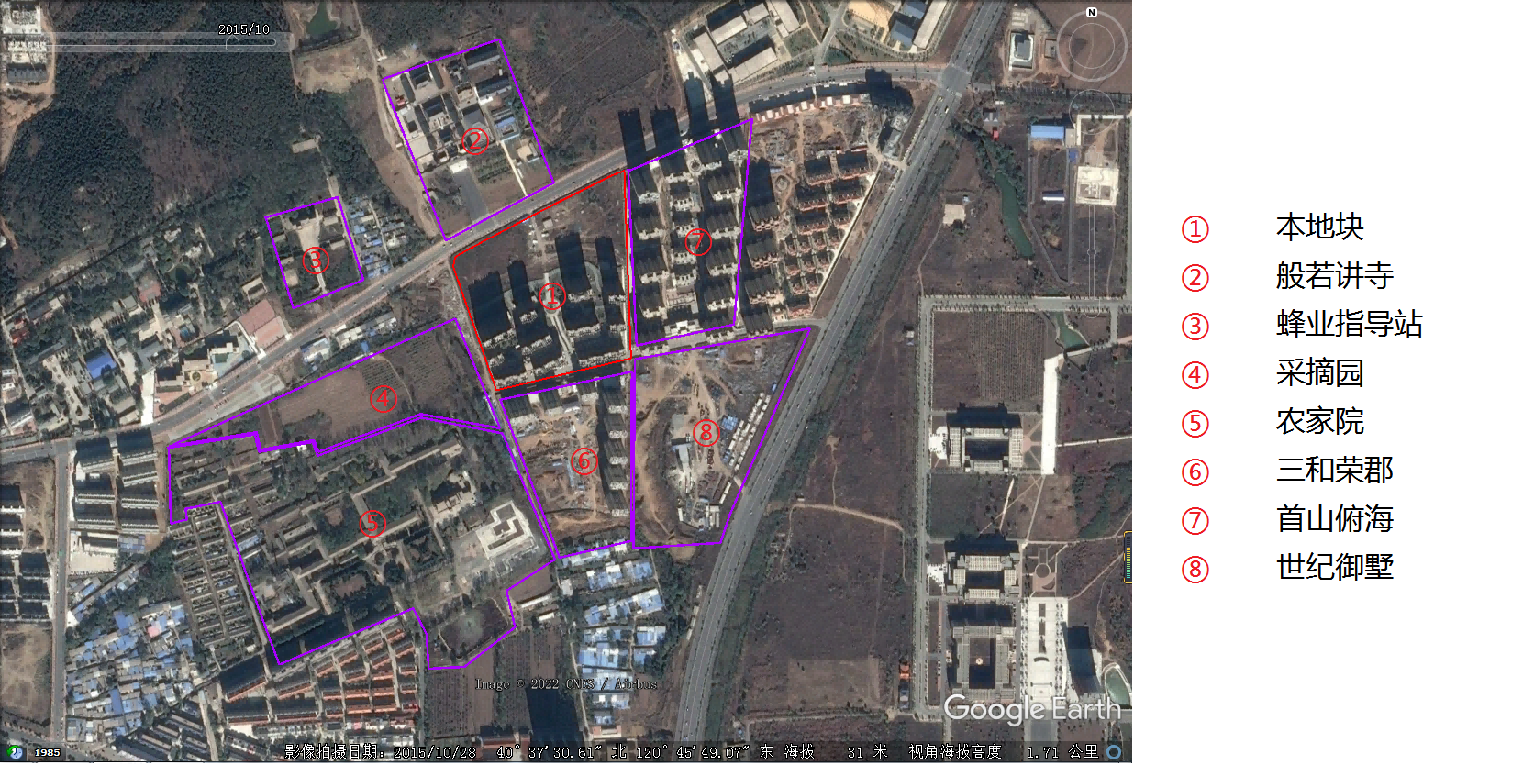 2015/10
N
②
③
①
⑦
④
⑧
⑥
⑤
Image © 2022 CNES / Airbus
Google Earth
1985
影像拍摄日期: 2015/10/28 40°37'30.61" 北 120°45'49.07" 东 海拔 31 米 视角海拔高度 1.71 公里
① 本地块
② 般若讲寺
③ 蜂业指导站
④ 采摘园
⑤ 农家院
⑥ 三和荣郡
⑦ 首山俯海
⑧ 世纪御墅